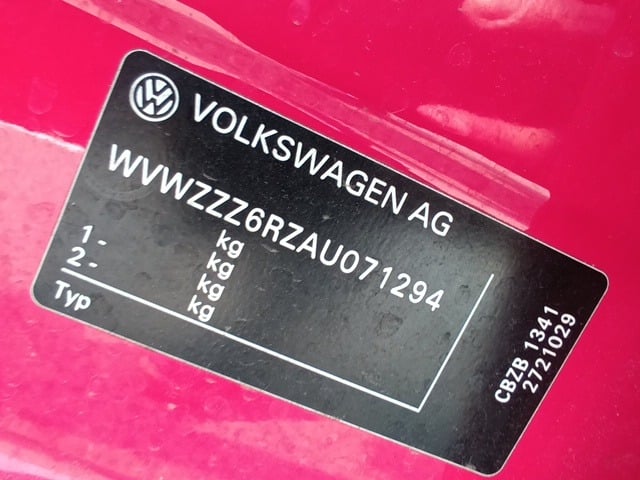 VOLKSWAGEN AG
WVWZZZ6RZAU071294
kg
kg
1- kg
2- kg
Typ
CBZB 1341
2721029